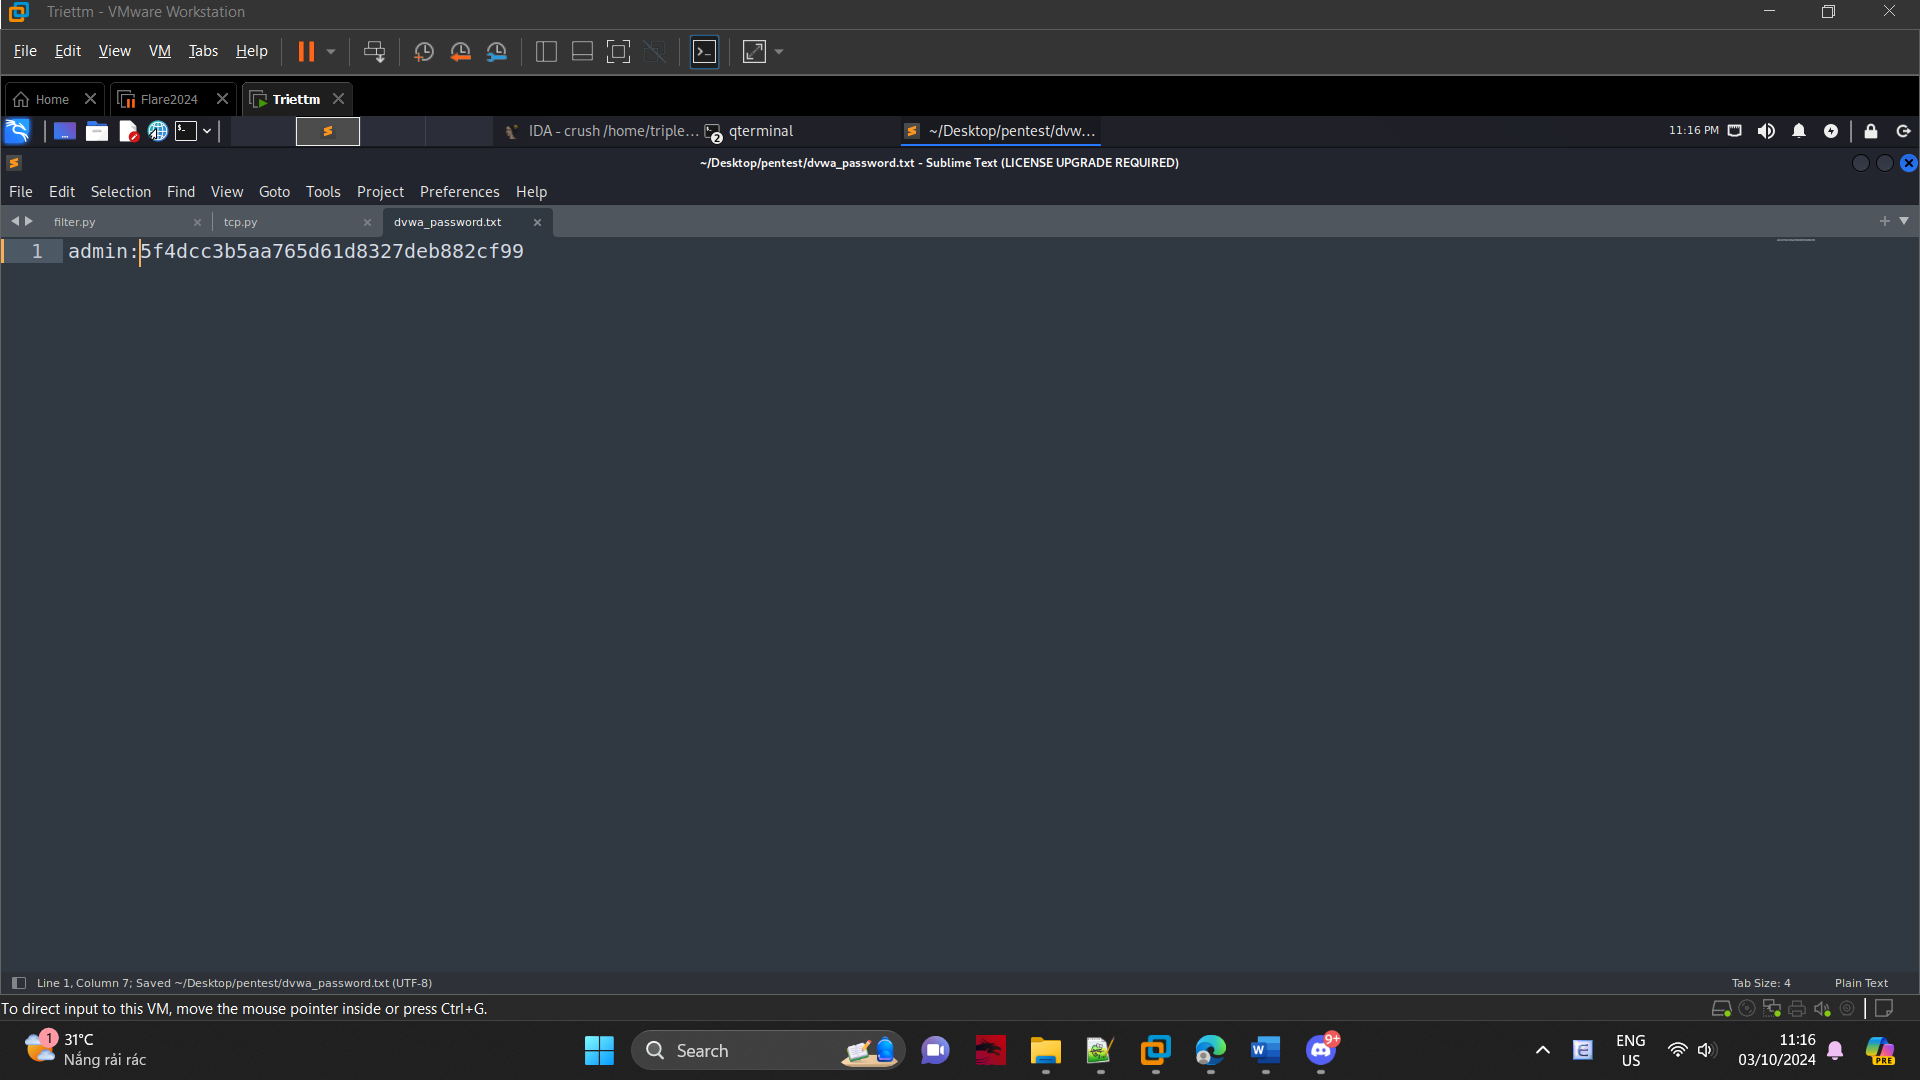 Triettm - VMware Workstation
File Edit View VM Tabs Help
Home Flare2024 Triettm
IDA - crush /home/triple... 2 qterminal ~/Desktop/pentest/dvw... 11:16 PM
~/Desktop/pentest/dvwa_password.txt - Sublime Text (LICENSE UPGRADE REQUIRED)
File Edit Selection Find View Goto Tools Project Preferences Help
filter.py tcp.py dvwa_password.txt
1 admin:5f4dcc3b5aa765d61d8327deb882cf99
Line 1, Column 7; Saved ~/Desktop/pentest/dvwa_password.txt (UTF-8) Tab Size: 4 Plain Text
To direct input to this VM, move the mouse pointer inside or press Ctrl+G.
1 31°C
Nắng rải rác
Search
9+
ENG
US
11:16
03/10/2024
PRE